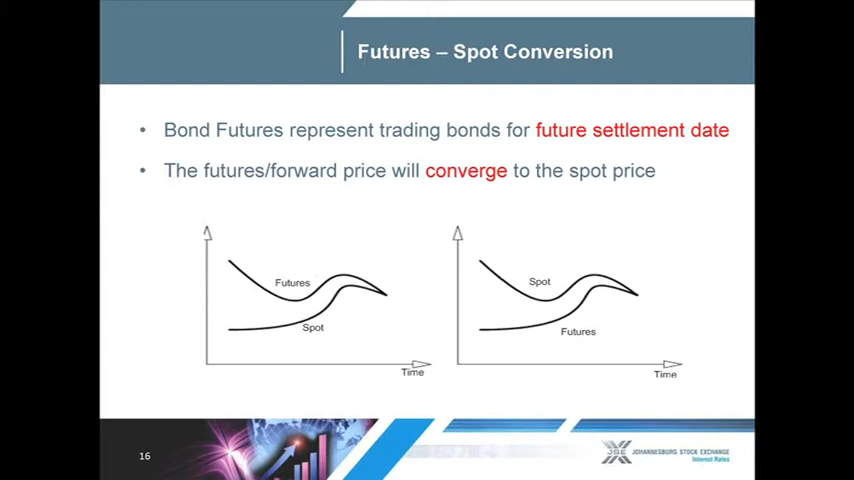 Futures – Spot Conversion
• Bond Futures represent trading bonds for future settlement date
• The futures/forward price will converge to the spot price
Futures
Spot
Time
Spot
Futures
Time
16
JSE
JOHANNESBURG STOCK EXCHANGE
Interest Rates